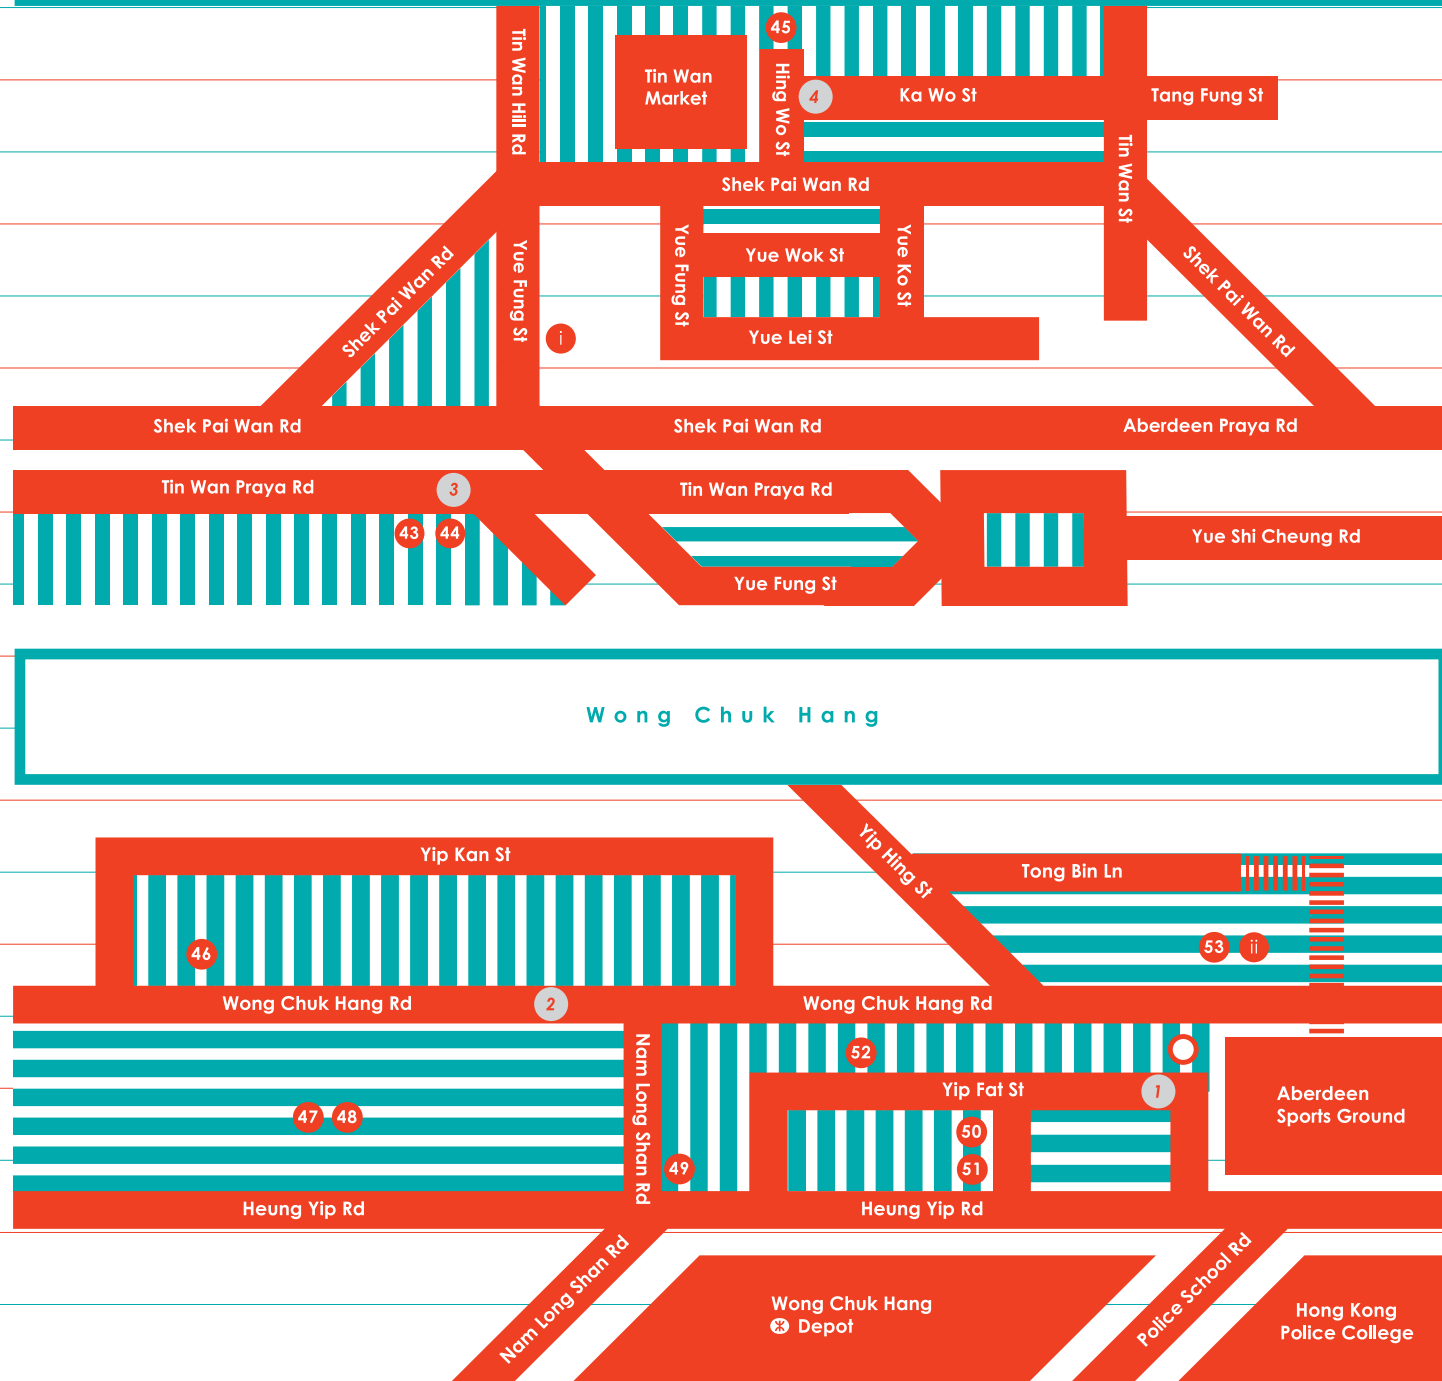 45
Tin Wan Hill Rd
Tin Wan
Market
Hing Wo St
4
Ka Wo St
Tang Fung St
Tin Wan St
Shek Pai Wan Rd
Shek Pai Wan Rd
Yue Fung St
Yue Fung St
Yue Wok St
Yue Ko St
Shek Pai Wan Rd
i
Yue Lei St
Shek Pai Wan Rd
Shek Pai Wan Rd
Aberdeen Praya Rd
Tin Wan Praya Rd
3
Tin Wan Praya Rd
43
44
Yue Shi Cheung Rd
Yue Fung St
Wong Chuk Hang
Yip Kan St
Yip Hing St
Tong Bin Ln
46
53
ii
Wong Chuk Hang Rd
2
Wong Chuk Hang Rd
Nam Long Shan Rd
52
Yip Fat St
1
Aberdeen
Sports Ground
47
48
50
49
51
Heung Yip Rd
Heung Yip Rd
Nam Long Shan Rd
Police School Rd
Wong Chuk Hang
Depot
Hong Kong
Police College